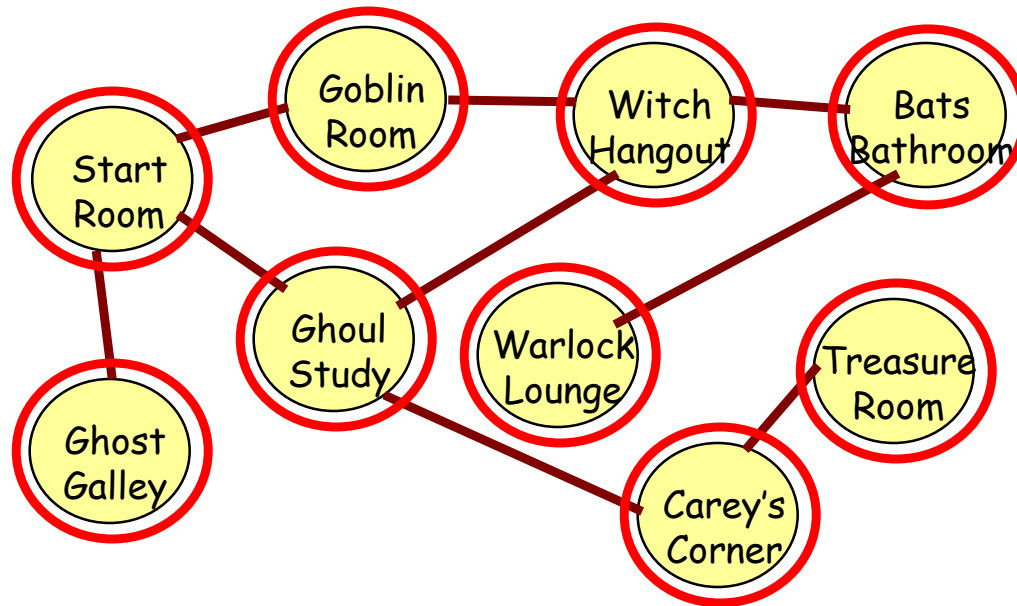 Goblin
Room
Witch
Hangout
Bats
Bathroom
Start
Room
Ghoul
Study
Warlock
Lounge
Treasure
Room
Ghost
Galley
Carey's
Corner